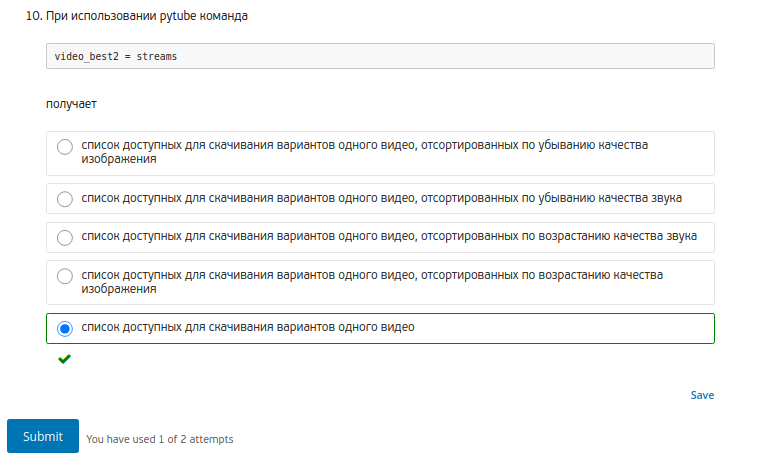 10. При использовании pytube команда
video_best2 = streams
получает
список доступных для скачивания вариантов одного видео, отсортированных по убыванию качества
изображения
список доступных для скачивания вариантов одного видео, отсортированных по убыванию качества звука
список доступных для скачивания вариантов одного видео, отсортированных по возрастанию качества звука
список доступных для скачивания вариантов одного видео, отсортированных по возрастанию качества
изображения
список доступных для скачивания вариантов одного видео
Save
Submit
You have used 1 of 2 attempts